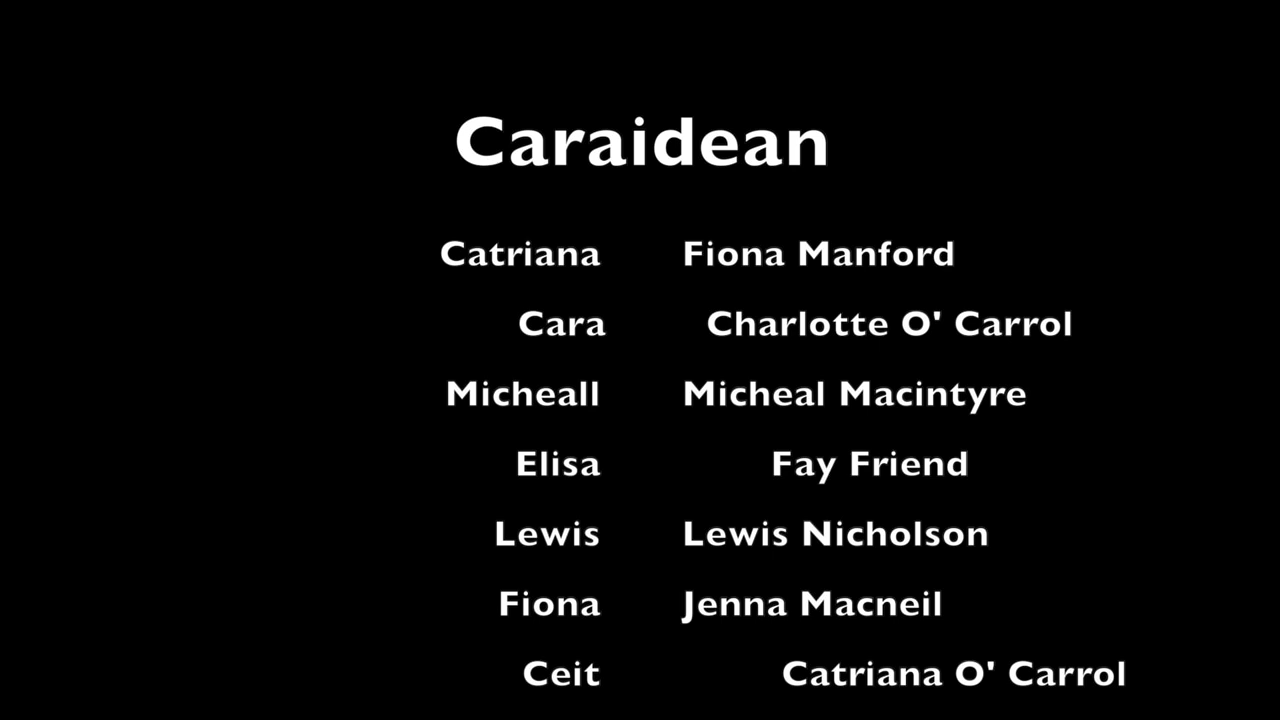 Caraidean
Catriana Fiona Manford
Cara Charlotte O' Carrol
Micheall Micheal Macintyre
Elisa Fay Friend
Lewis Lewis Nicholson
Fiona Jenna Macneil
Ceit Catriana O' Carrol